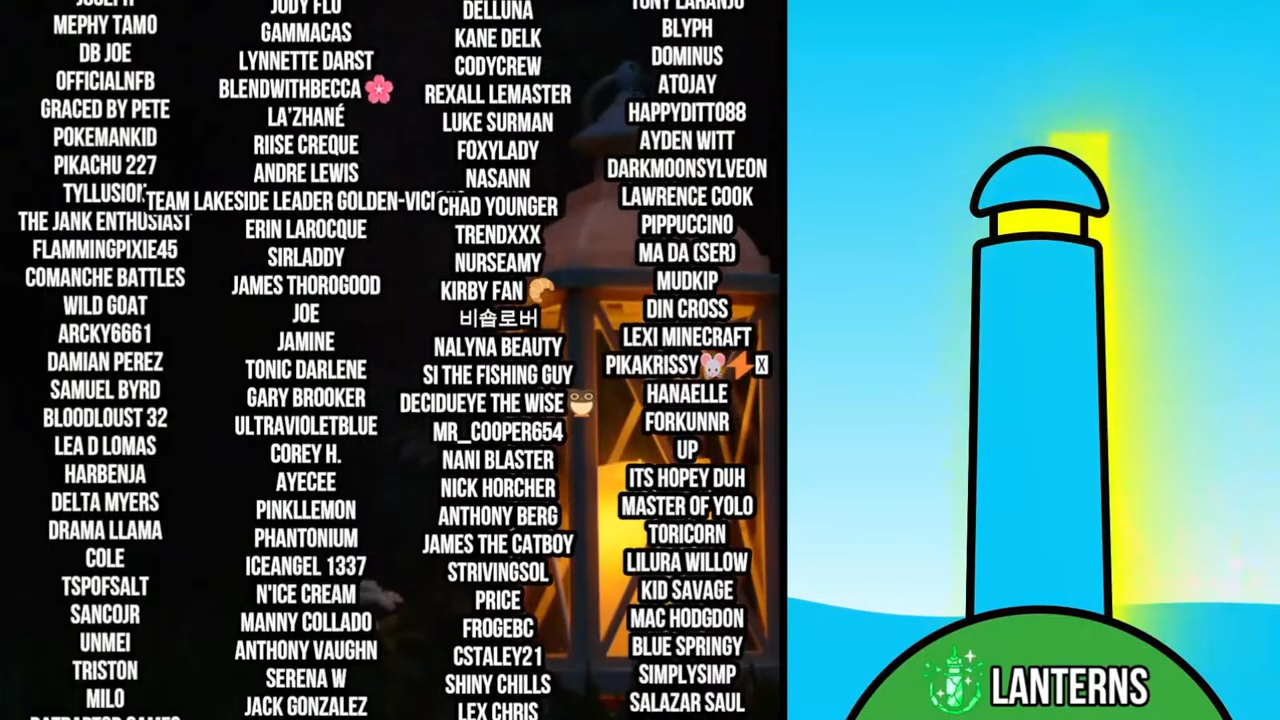 JOSEPH
MEPHY TAMO
DB JOE
OFFICIALNFB
GRACED BY PETE
POKEMANKID
PIKACHU 227
TYLLUSION
THE JANK ENTHUSIAST
FLAMMINGPIXIE45
COMANCHE BATTLES
WILD GOAT
ARCKY6661
DAMIAN PEREZ
SAMUEL BYRD
BLOODLOUST 32
LEA D LOMAS
HARBENJA
DELTA MYERS
DRAMA LLAMA
COLE
TSPOFSALT
SANCOJR
UNMEI
TRISTON
MILO
JODY FLO
GAMMACAS
LYNNETTE DARST
BLENDWITHBECCA🌸
LA'ZHANÉ
RIISE CREQUE
ANDRE LEWIS
TEAM LAKESIDE LEADER GOLDEN-VICI
ERIN LAROCQUE
SIRLADDY
JAMES THOROGOOD
JOE
JAMINE
TONIC DARLENE
GARY BROOKER
ULTRAVIOLETBLUE
COREY H.
AYECEE
PINKLLEMON
PHANTONIUM
ICEANGEL 1337
N'ICE CREAM
MANNY COLLADO
ANTHONY VAUGHN
SERENA W
JACK GONZALEZ
DELLUNA
KANE DELK
CODYCREW
REXALL LEMASTER
LUKE SURMAN
FOXYLADY
NASANN
CHAD YOUNGER
TRENDXXX
NURSEAMY
KIRBY FAN 🥐
비숍로버
NALYNA BEAUTY
SI THE FISHING GUY
DECIDUEYE THE WISE 🦉
MR_COOPER654
NANI BLASTER
NICK HORCHER
ANTHONY BERG
JAMES THE CATBOY
STRIVINGSOL
PRICE
FROGEBC
CSTALEY21
SHINY CHILLS
LEX CHRIS
TONY LARANJO
BLYPH
DOMINUS
ATOJAY
HAPPYDITTO88
AYDEN WITT
DARKMOONSYLVEON
LAWRENCE COOK
PIPPUCCINO
MA DA (SER)
MUDKIP
DIN CROSS
LEXI MINECRAFT
PIKAKRISSY🐭⚡
HANAELLE
FORKUNNR
UP
ITS HOPEY DUH
MASTER OF YOLO
TORICORN
LILURA WILLOW
KID SAVAGE
MAC HODGDON
BLUE SPRINGY
SIMPLYSIMP
SALAZAR SAUL
LANTERNS